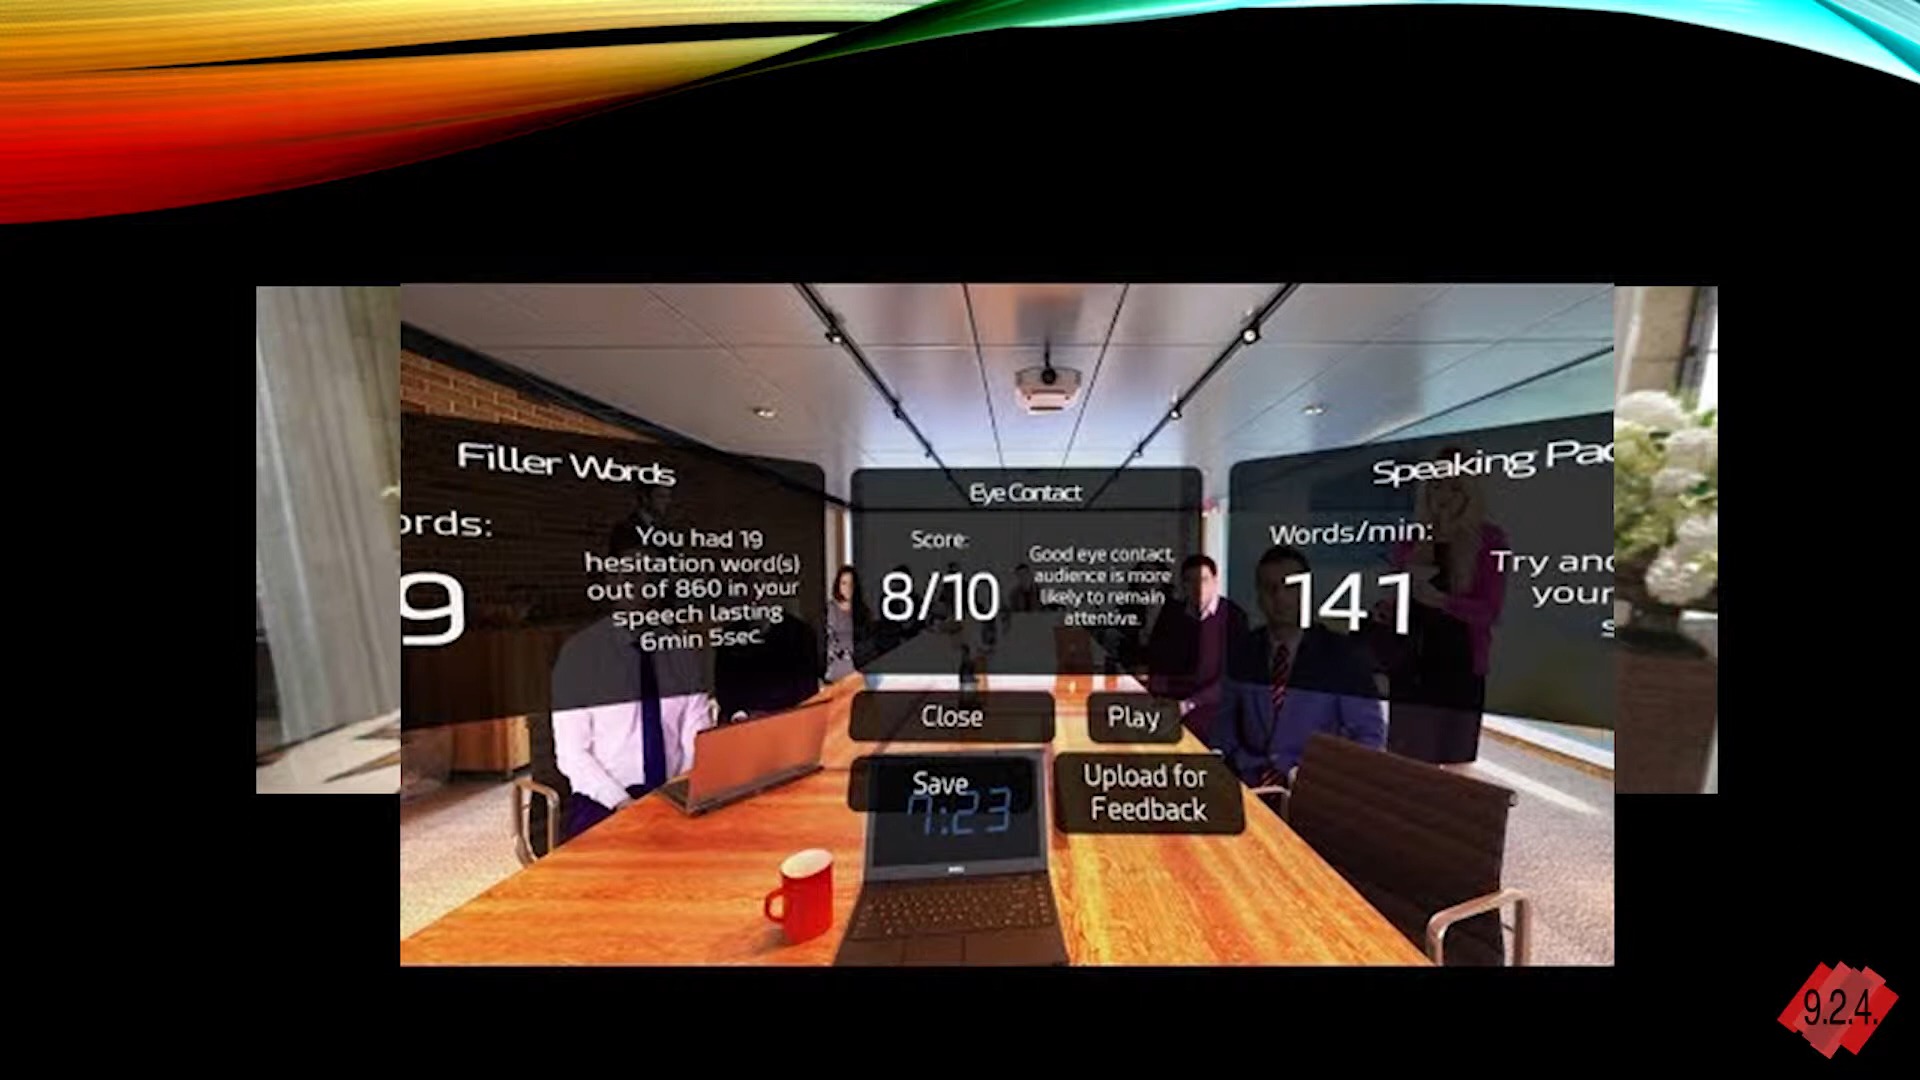 Filler Words
ords:
9
You had 19
hesitation word(s)
out of 860 in your
speech lasting
6min 5sec.
Eye Contact
Score:
8/10
Good eye contact,
audience is more
likely to remain
attentive.
Speaking Pac
Words/min:
141
Try and
your
s
Close
Play
Save
Upload for
Feedback
7:23
9.2.4.